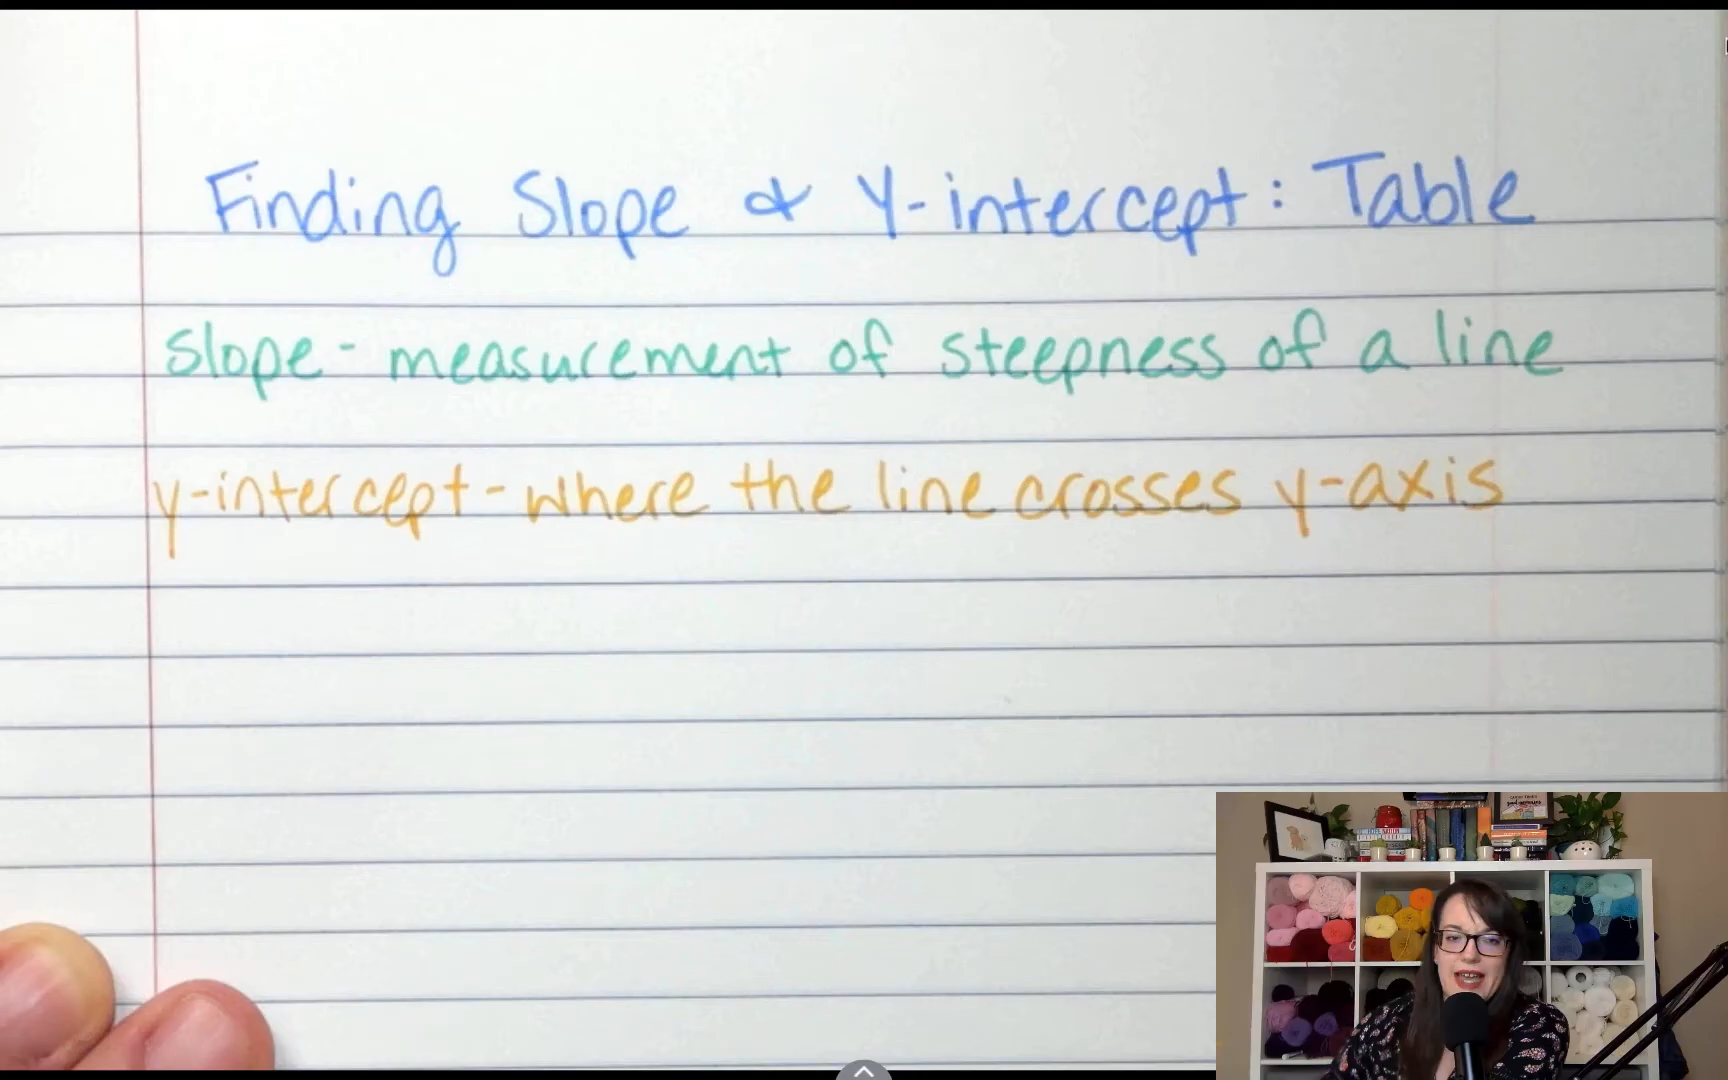 Finding Slope & Y-intercept: Table
slope - measurement of steepness of a line
y-intercept - where the line crosses y-axis